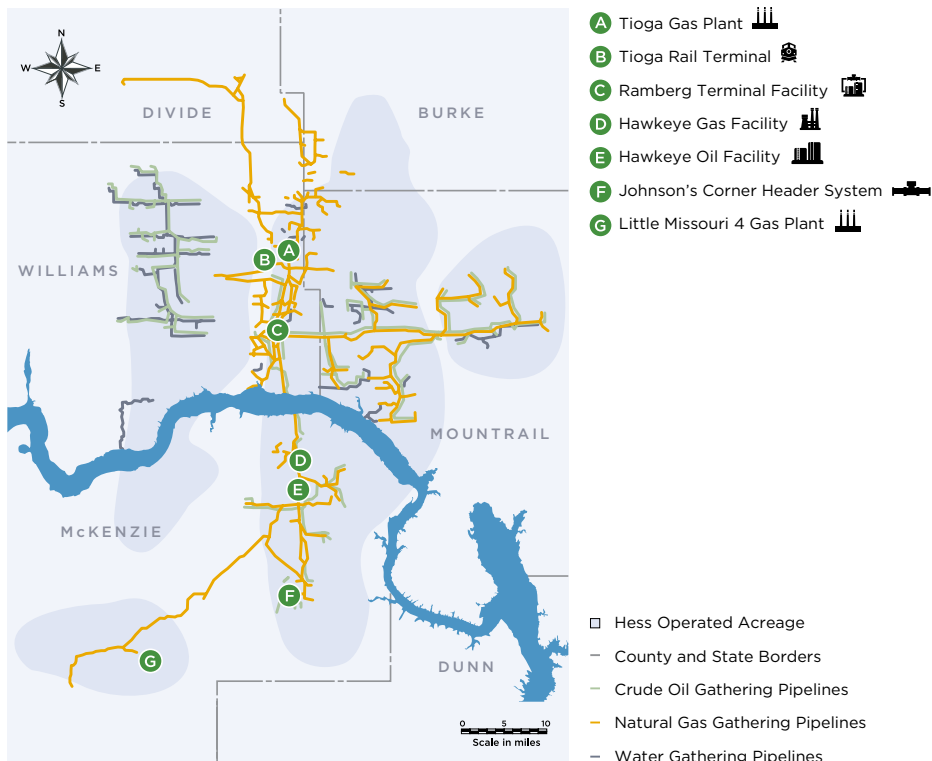 N
W E
S
DIVIDE
BURKE
WILLIAMS
MOUNTRAIL
McKENZIE
DUNN
A
B
C
D
E
F
G
0 5 10
Scale in miles
A Tioga Gas Plant
B Tioga Rail Terminal
C Ramberg Terminal Facility
D Hawkeye Gas Facility
E Hawkeye Oil Facility
F Johnson's Corner Header System
G Little Missouri 4 Gas Plant
Hess Operated Acreage
County and State Borders
Crude Oil Gathering Pipelines
Natural Gas Gathering Pipelines
Water Gathering Pipelines